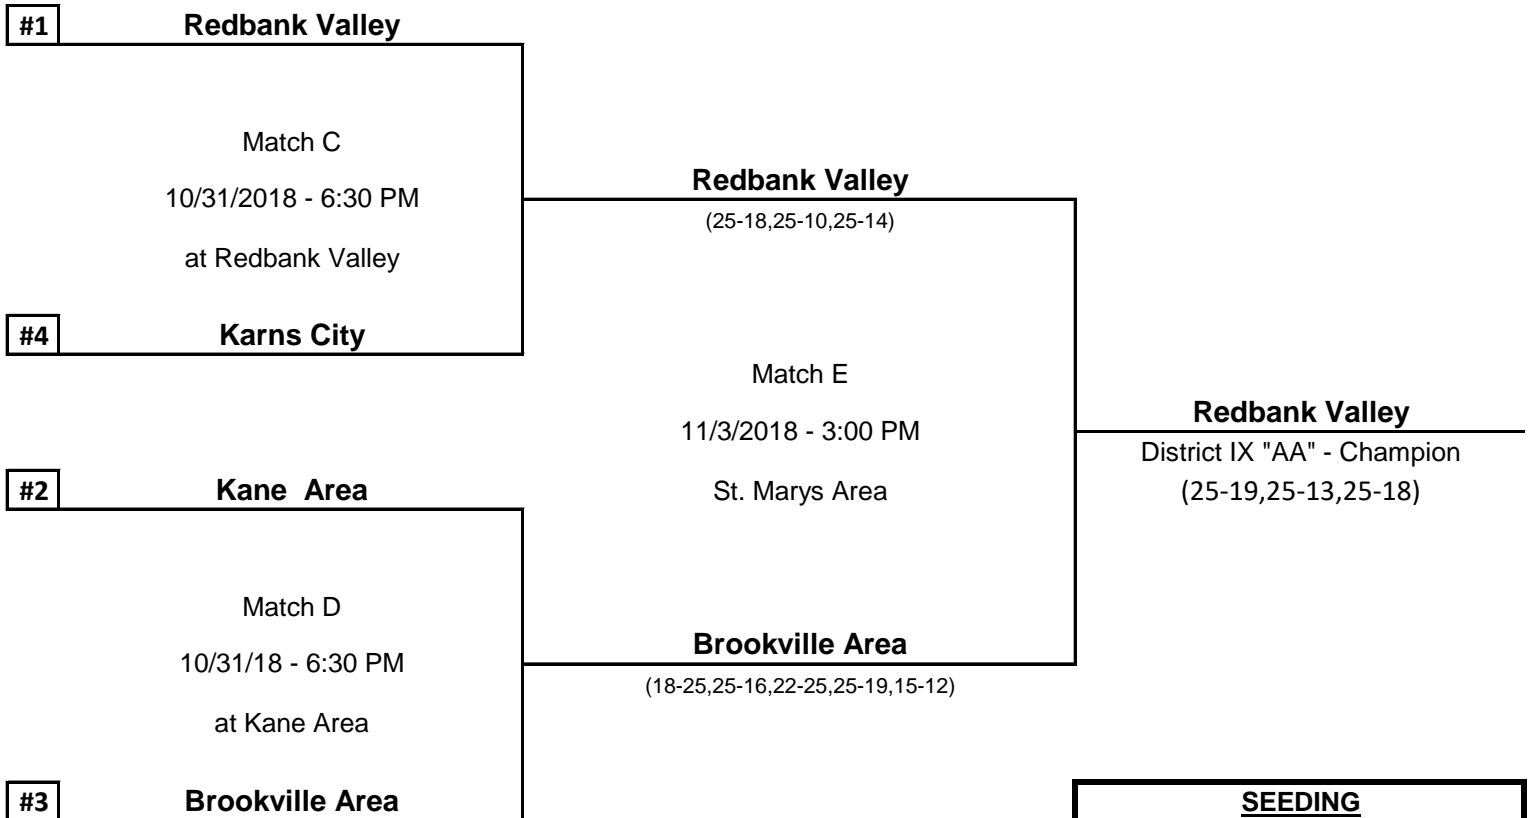 #1
Redbank Valley
Match C
10/31/2018 - 6:30 PM
at Redbank Valley
#4
Karns City
Redbank Valley
(25-18,25-10,25-14)
#2
Kane  Area
Match D
10/31/18 - 6:30 PM
at Kane Area
#3
Brookville Area
Match E
11/3/2018 - 3:00 PM
St. Marys Area
Brookville Area
(18-25,25-16,22-25,25-19,15-12)
Redbank Valley
District IX "AA" - Champion
(25-19,25-13,25-18)
SEEDING